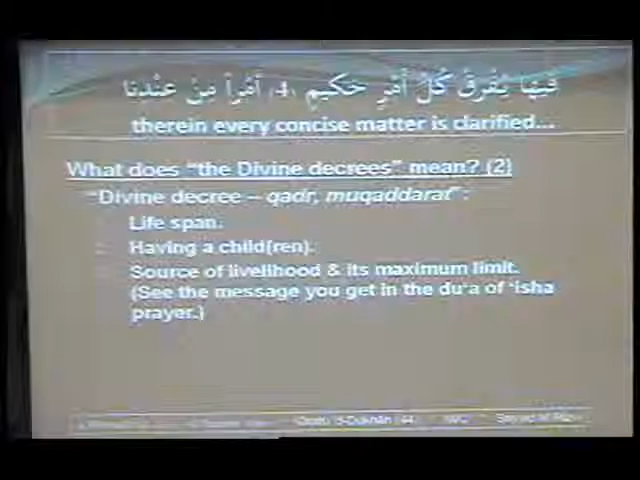 فِيهَا يُفْرَقُ كُلُّ أَمْرٍ حَكِيمٍ ﴿4﴾ أَمْراً مِنْ عِنْدِنَا
therein every concise matter is clarified...
What does "the Divine decrees" mean? (2)
"Divine decree – qadr, muqaddarat":
Life span.
Having a child(ren).
Source of livelihood & its maximum limit.
(See the message you get in the du'a of 'isha
prayer.)